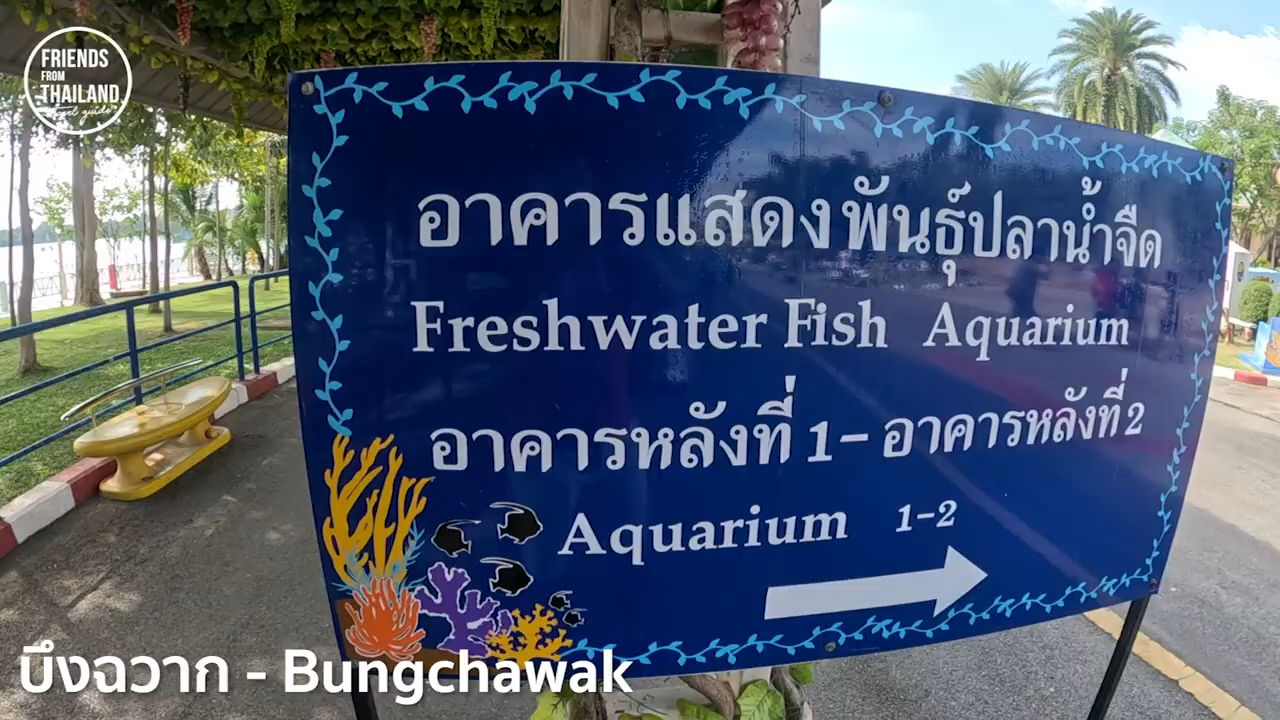 FRIENDS
FROM
THAILAND
travel guide
อาคารแสดงพันธุ์ปลาน้ำจืด
Freshwater Fish Aquarium
อาคารหลังที่ 1- อาคารหลังที่ 2
Aquarium 1-2
บึงฉวาก - Bungchawak